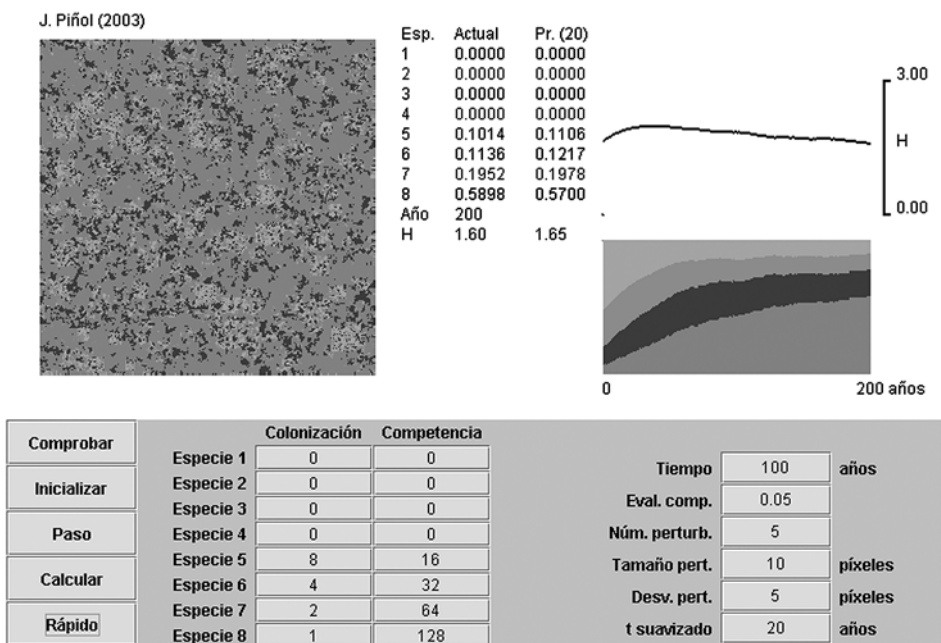 J. Piñol (2003)
Esp. Actual Pr. (20)
1 0.0000 0.0000
2 0.0000 0.0000
3 0.0000 0.0000
4 0.0000 0.0000
5 0.1014 0.1106
6 0.1136 0.1217
7 0.1952 0.1978
8 0.5898 0.5700
Año 200
H 1.60 1.65
3.00
H
0.00
0 200 años
Comprobar
Inicializar
Paso
Calcular
Rápido
Colonización Competencia
Especie 1 0 0
Especie 2 0 0
Especie 3 0 0
Especie 4 0 0
Especie 5 8 16
Especie 6 4 32
Especie 7 2 64
Especie 8 1 128
Tiempo 100 años
Eval. comp. 0.05
Núm. perturb. 5
Tamaño pert. 10 píxeles
Desv. pert. 5 píxeles
t suavizado 20 años